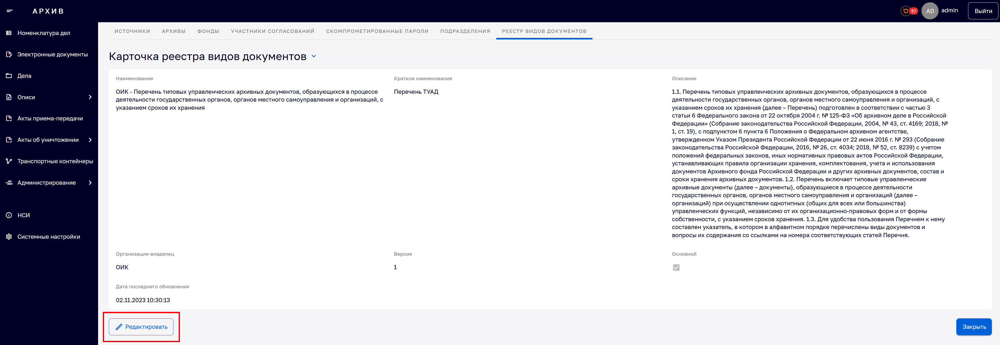 АРХИВ
57
AD
admin
Выйти
Номенклатура дел
Электронные документы
Дела
Описи
Акты приема-передачи
Акты об уничтожении
Транспортные контейнеры
Администрирование
НСИ
Системные настройки
ИСТОЧНИКИ АРХИВЫ ФОНДЫ УЧАСТНИКИ СОГЛАСОВАНИЙ СКОМПРОМЕТИРОВАННЫЕ ПАРОЛИ ПОДРАЗДЕЛЕНИЯ РЕЕСТР ВИДОВ ДОКУМЕНТОВ
Карточка реестра видов документов
Наименование
ОИК - Перечень типовых управленческих архивных документов, образующихся в процессе
деятельности государственных органов, органов местного самоуправления и организаций, с
указанием сроков их хранения
Краткое наименование
Перечень ТУАД
Описание
1.1. Перечень типовых управленческих архивных документов, образующихся в процессе
деятельности государственных органов, органов местного самоуправления и организаций, с
указанием сроков их хранения (далее – Перечень) подготовлен в соответствии с частью 3
статьи 6 Федерального закона от 22 октября 2004 г. № 125-ФЗ «Об архивном деле в Российской
Федерации» (Собрание законодательства Российской Федерации, 2004, № 43, ст. 4169; 2018, №
1, ст. 19), с подпунктом 6 пункта 6 Положения о Федеральном архивном агентстве,
утвержденном Указом Президента Российской Федерации от 22 июня 2016 г. № 293 (Собрание
законодательства Российской Федерации, 2016, № 26, ст. 4034; 2018, № 52, ст. 8239) с учетом
положений федеральных законов, иных нормативных правовых актов Российской Федерации,
устанавливающих правила организации хранения, комплектования, учета и использования
документов Архивного фонда Российской Федерации и других архивных документов, состав и
сроки хранения архивных документов. 1.2. Перечень включает типовые управленческие
архивные документы (далее – документы), образующиеся в процессе деятельности
государственных органов, органов местного самоуправления и организаций (далее –
организаций) при осуществлении однотипных (общих для всех или большинства)
управленческих функций, независимо от их организационно-правовых форм и от формы
собственности, с указанием сроков хранения. 1.3. Для удобства пользования Перечнем к нему
составлен указатель, в котором в алфавитном порядке перечислены виды документов и
вопросы их содержания со ссылками на номера соответствующих статей Перечня.
Организация-владелец
ОИК
Версия
1
Основной
Дата последнего обновления
02.11.2023 10:30:13
Редактировать
Закрыть